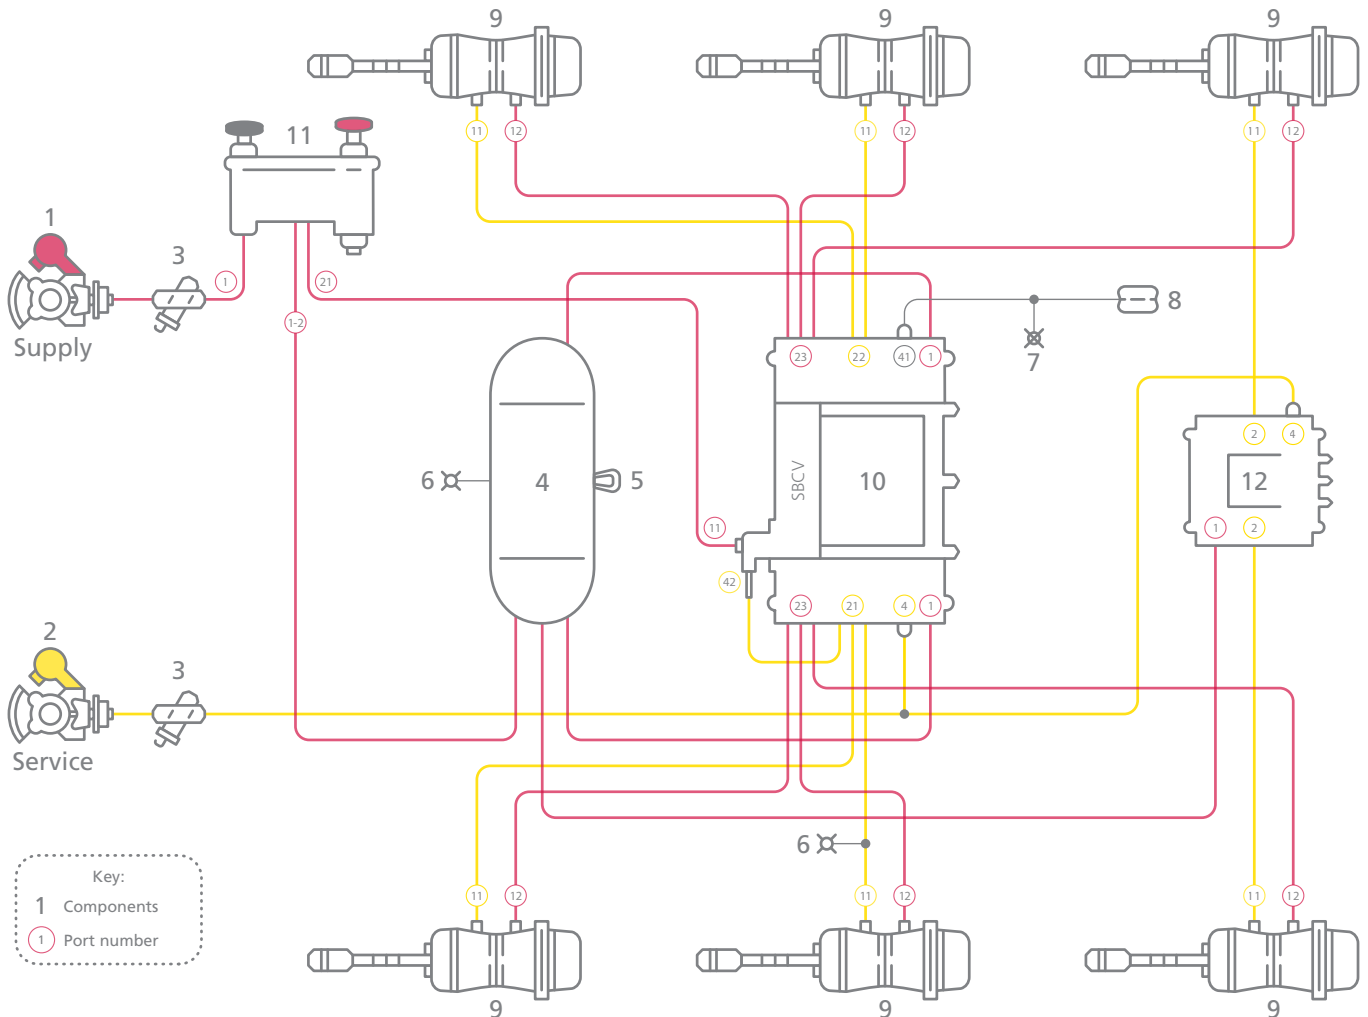 9 9 9
11
11 12 11 12 11 12
1
3
1 21
Supply
1-2
8
7
23 22 41 1
2 4
6 4 5 SBCV 10 12
11
1 2
42
23 21 4 1
2
3
Service
6
Key:
1 Components
1 Port number
11 12 11 12 11 12
9 9 9